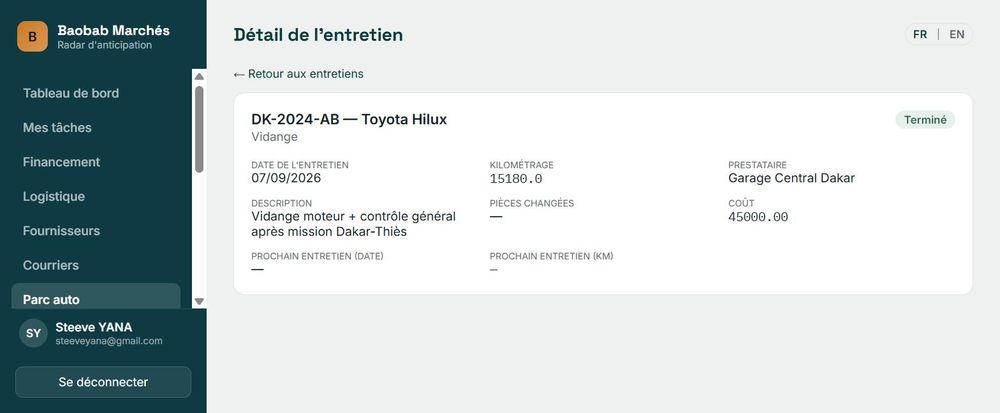 B
Baobab Marchés
Radar d'anticipation
Tableau de bord
Mes tâches
Financement
Logistique
Fournisseurs
Courriers
Parc auto
SY
Steeve YANA
steeveyana@gmail.com
Se déconnecter
Détail de l'entretien
FR | EN
← Retour aux entretiens
DK-2024-AB — Toyota Hilux
Terminé
Vidange
DATE DE L'ENTRETIEN
07/09/2026
KILOMÉTRAGE
15180.0
PRESTATAIRE
Garage Central Dakar
DESCRIPTION
Vidange moteur + contrôle général
après mission Dakar-Thiès
PIÈCES CHANGÉES
—
COÛT
45000.00
PROCHAIN ENTRETIEN (DATE)
—
PROCHAIN ENTRETIEN (KM)
—